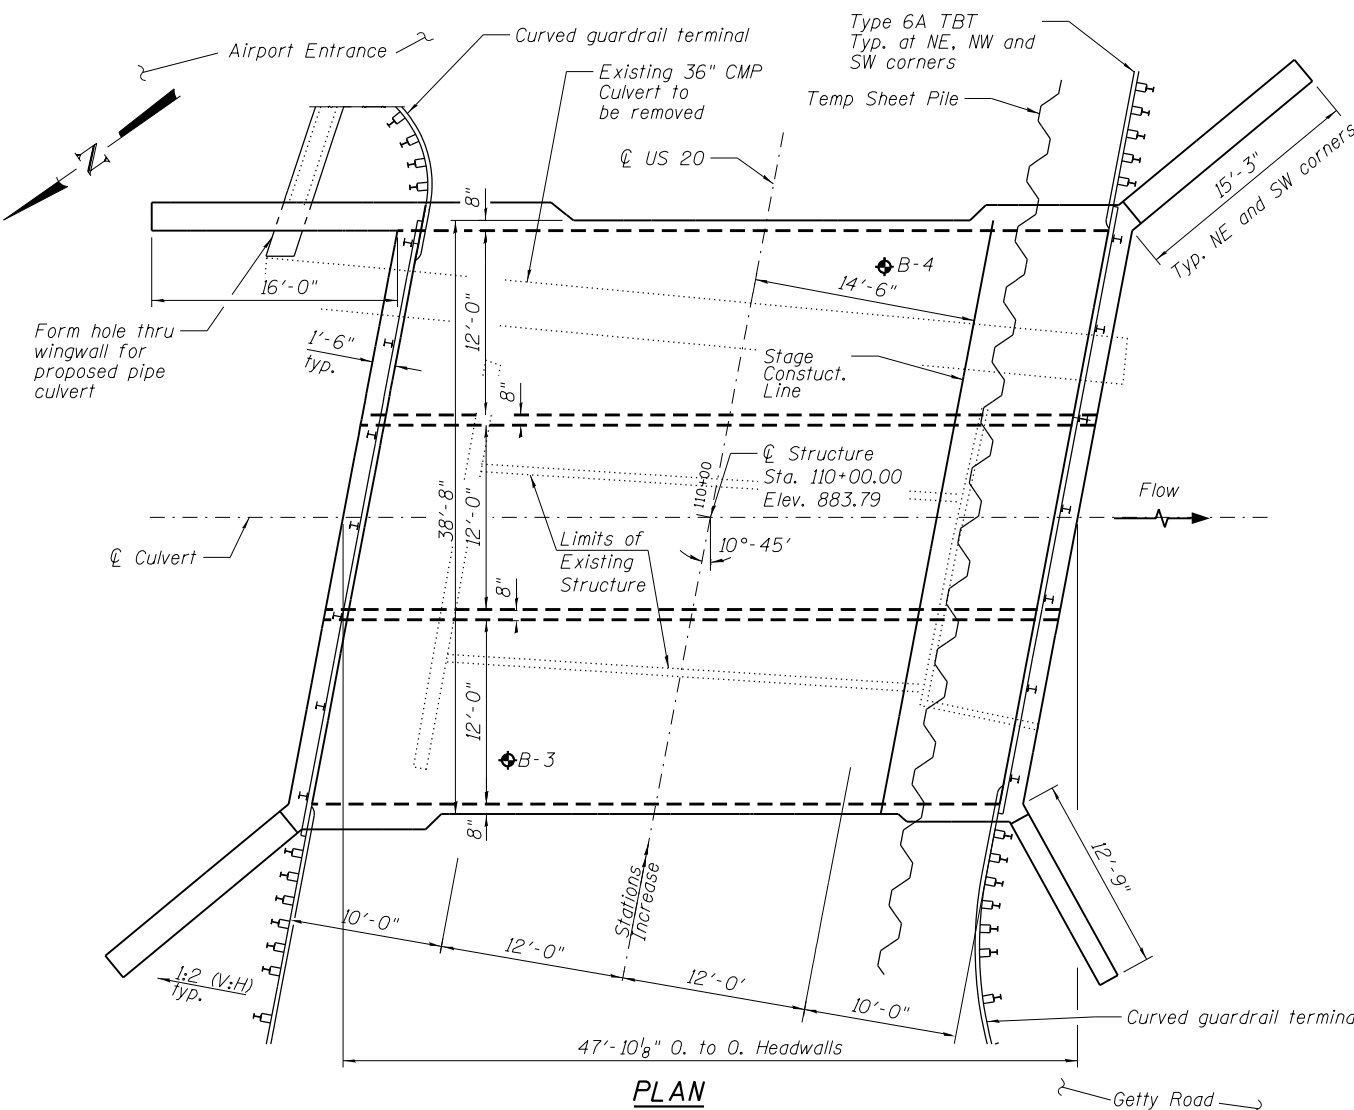 Airport Entrance
Curved guardrail terminal
Existing 36" CMP
Culvert to
be removed
Type 6A TBT
Typ. at NE, NW and
SW corners
Temp Sheet Pile
℄ US 20
N
15'-3"
Typ. NE and SW corners
8"
B-4
14'-6"
16'-0"
12'-0"
Form hole thru
wingwall for
proposed pipe
culvert
1'-6"
typ.
Stage
Constuct.
Line
8"
℄ Structure
Sta. 110+00.00
Elev. 883.79
110+00
38'-8"
12'-0"
Flow
℄ Culvert
Limits of
Existing
Structure
10°-45'
8"
12'-0"
B-3
8"
12'-9"
Stations
Increase
10'-0"
12'-0"
12'-0'
10'-0"
1:2 (V:H)
typ.
Curved guardrail termina
47'-10⅛" O. to O. Headwalls
PLAN
Getty Road